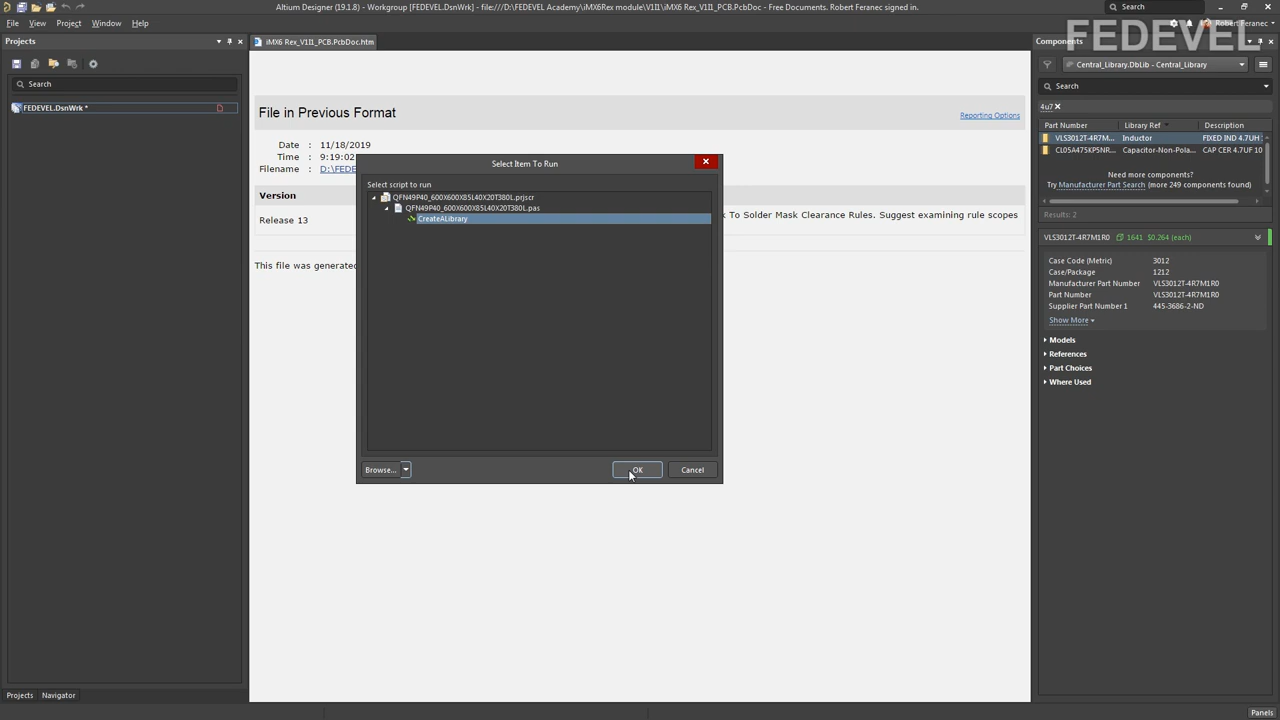 Altium Designer (19.1.8) - Workgroup [FEDEVEL.DsnWrk] - file:///D:/FEDEVEL Academy/iMX6Rex module/V1I1/iMX6 Rex_V1I1_PCB.PcbDoc - Free Documents. Robert Feranec signed in.
Search
File View Project Window Help
Robert Feranec
FEDEVEL
Projects
iMX6 Rex_V1I1_PCB.PcbDoc.htm
Components
Central_Library.DbLib - Central_Library
Search
Search
4u7
FEDEVEL.DsnWrk *
File in Previous Format
Reporting Options
Part Number Library Ref Description
VLS3012T-4R7M... Inductor FIXED IND 4.7UH
CL05A475KP5NR... Capacitor-Non-Pola... CAP CER 4.7UF 10
Date : 11/18/2019
Time : 9:19:02
Filename : D:\FEDE
Need more components?
Try Manufacturer Part Search (more 249 components)
Results: 2
Version
Release 13
k To Solder Mask Clearance Rules. Suggest examining rule scopes
This file was generated
Select Item To Run
Select script to run
QFN49P40_600X600X85L40X20T380L.prjscr
QFN49P40_600X600X85L40X20T380L.pas
CreateALibrary
Browse...
OK
Cancel
VLS3012T-4R7M1R0 1641 $0.264 (each)
Case Code (Metric) 3012
Case/Package 1212
Manufacturer Part Number VLS3012T-4R7M1R0
Part Number VLS3012T-4R7M1R0
Supplier Part Number 1 445-3686-2-ND
Show More
Models
References
Part Choices
Where Used
Projects Navigator
Panels